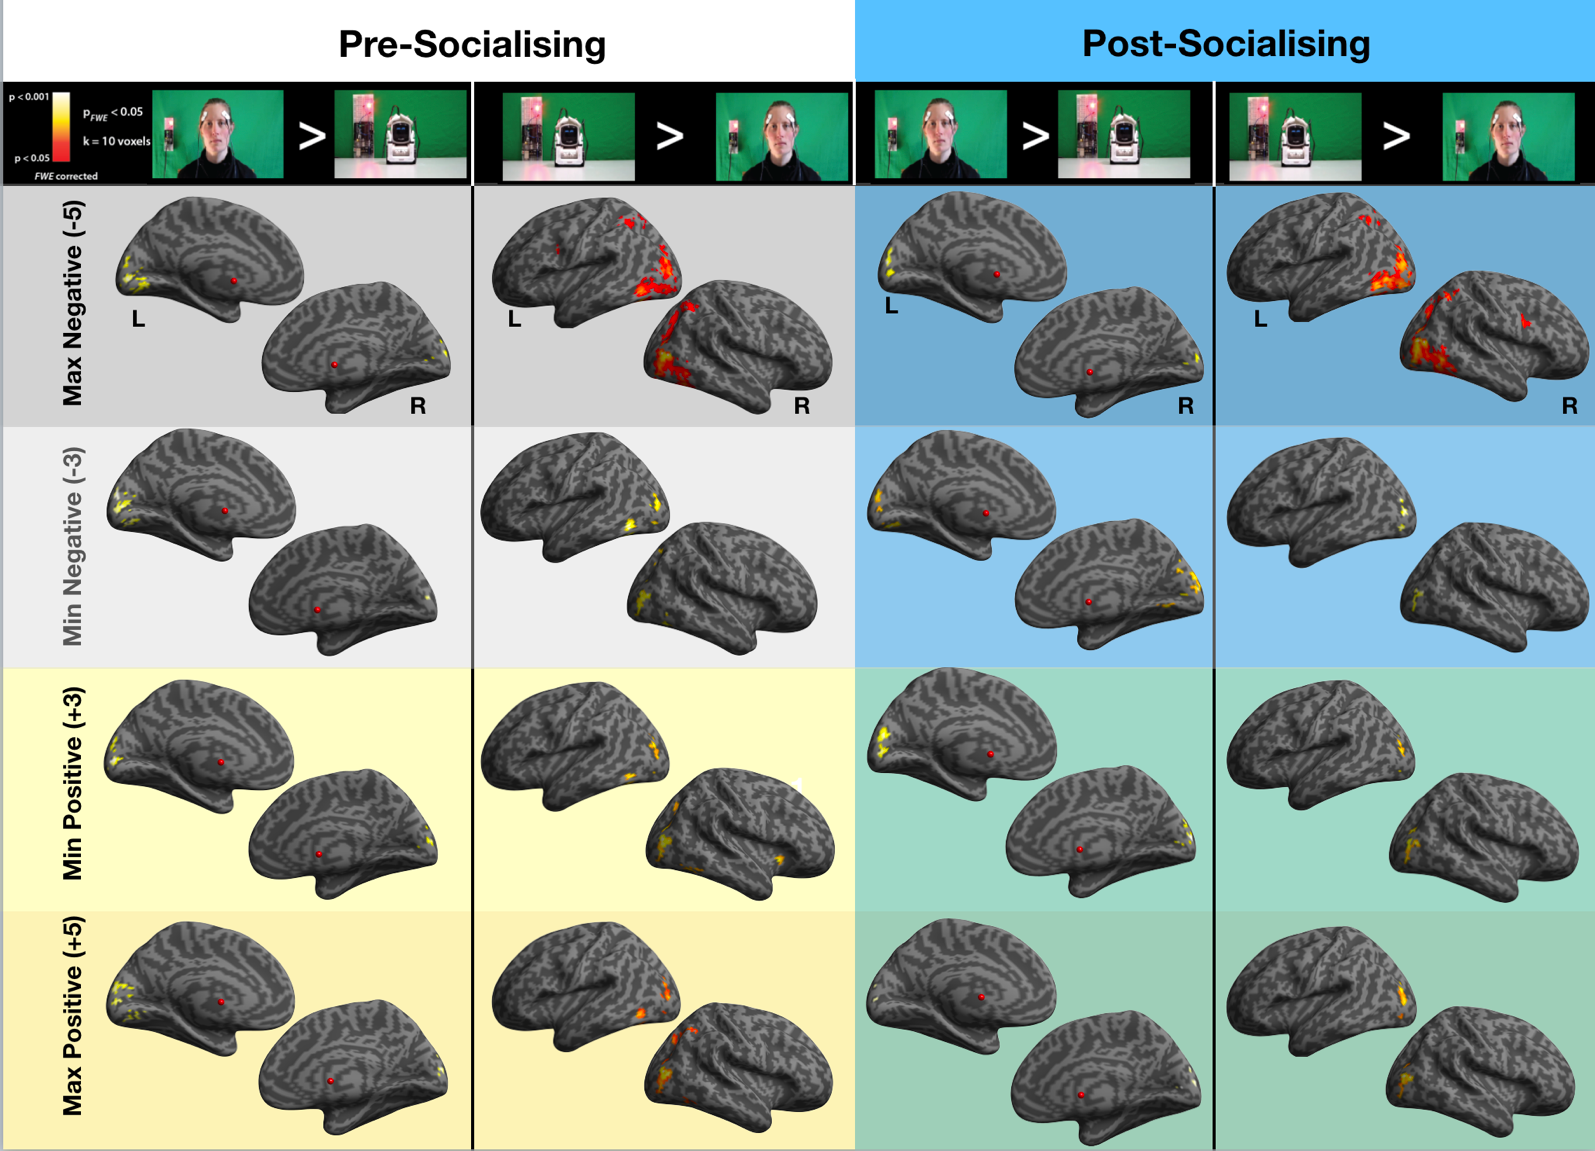 Pre-Socialising
Post-Socialising
p < 0.001
pFWE < 0.05
k = 10 voxels
p < 0.05
FWE corrected
>
>
>
>
Max Negative (-5)
L
R
L
R
L
R
L
R
Min Negative (-3)
Min Positive (+3)
Max Positive (+5)